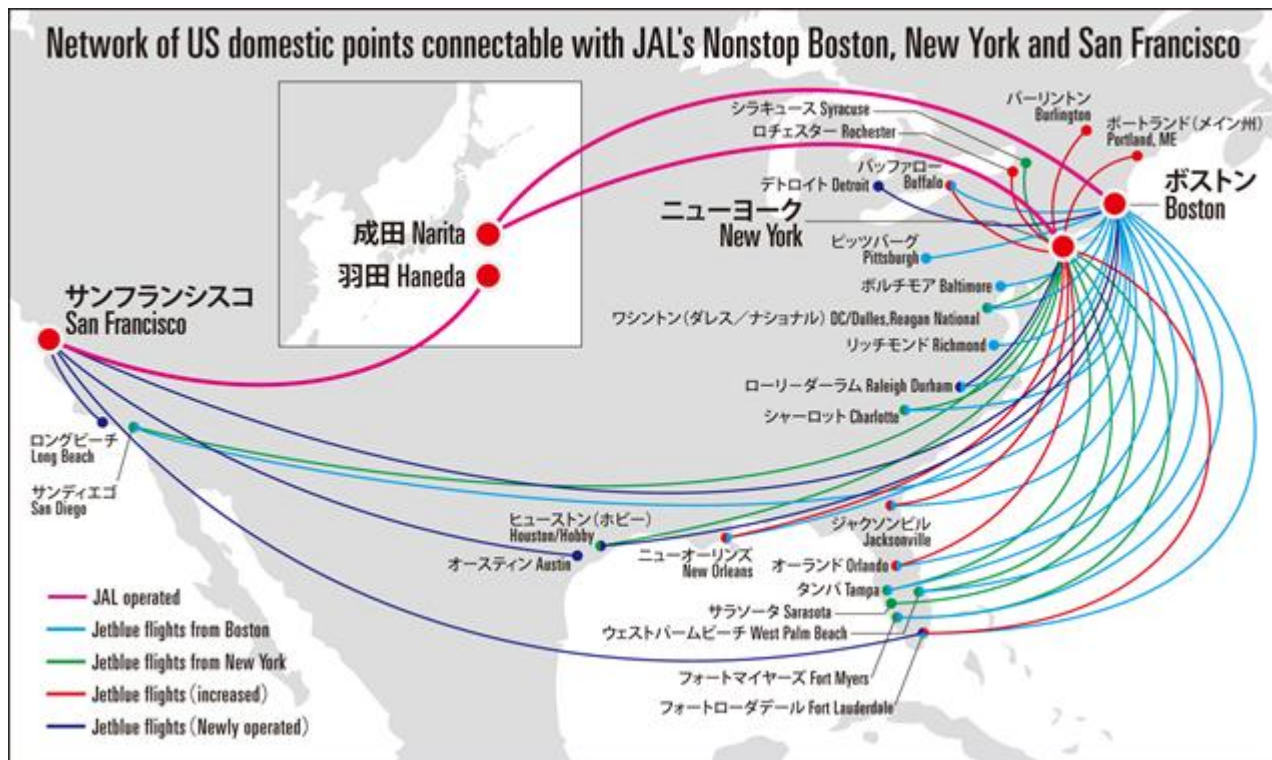 Network of US domestic points connectable with JAL's Nonstop Boston, New York and San Francisco
シラキュース Syracuse
ロチェスター Rochester
バーリントン
Burlington
ポートランド(メイン州)
Portland, ME
バッファロー
Buffalo
デトロイト Detroit
ボストン
Boston
ニューヨーク
New York
成田 Narita
羽田 Haneda
ピッツバーグ
Pittsburgh
ボルチモア Baltimore
サンフランシスコ
San Francisco
ワシントン(ダレス/ナショナル) DC/Dulles,Reagan National
リッチモンド Richmond
ローリーダーラム Raleigh Durham
シャーロット Charlotte
ロングビーチ
Long Beach
サンディエゴ
San Diego
ヒューストン(ホビー)
Houston/Hobby
オースティン Austin
ニューオーリンズ
New Orleans
ジャクソンビル
Jacksonville
オーランド Orlando
タンパ Tampa
サラソータ Sarasota
ウェストパームビーチ West Palm Beach
フォートマイヤーズ Fort Myers
フォートローダデール Fort Lauderdale
JAL operated
Jetblue flights from Boston
Jetblue flights from New York
Jetblue flights (increased)
Jetblue flights (Newly operated)